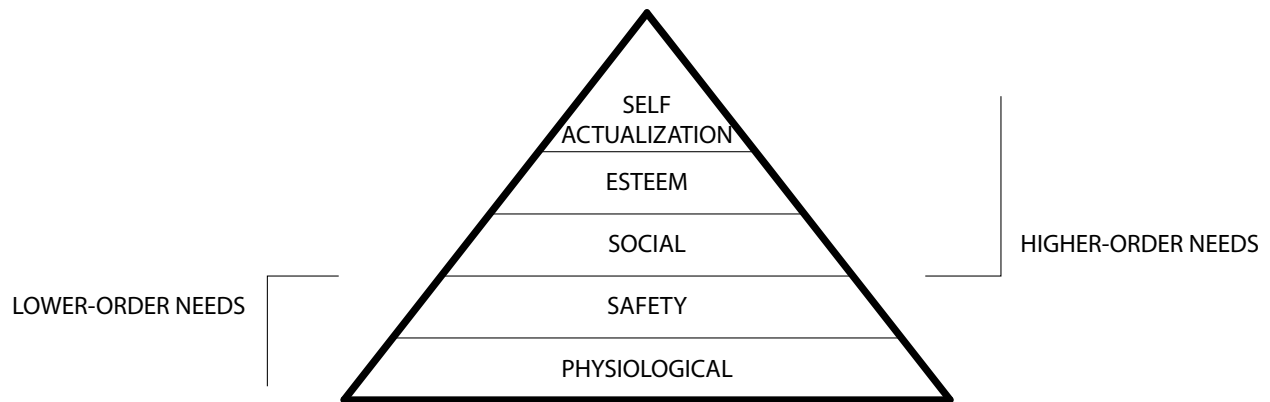 SELF
ACTUALIZATION
ESTEEM
SOCIAL
HIGHER-ORDER NEEDS
LOWER-ORDER NEEDS
SAFETY
PHYSIOLOGICAL